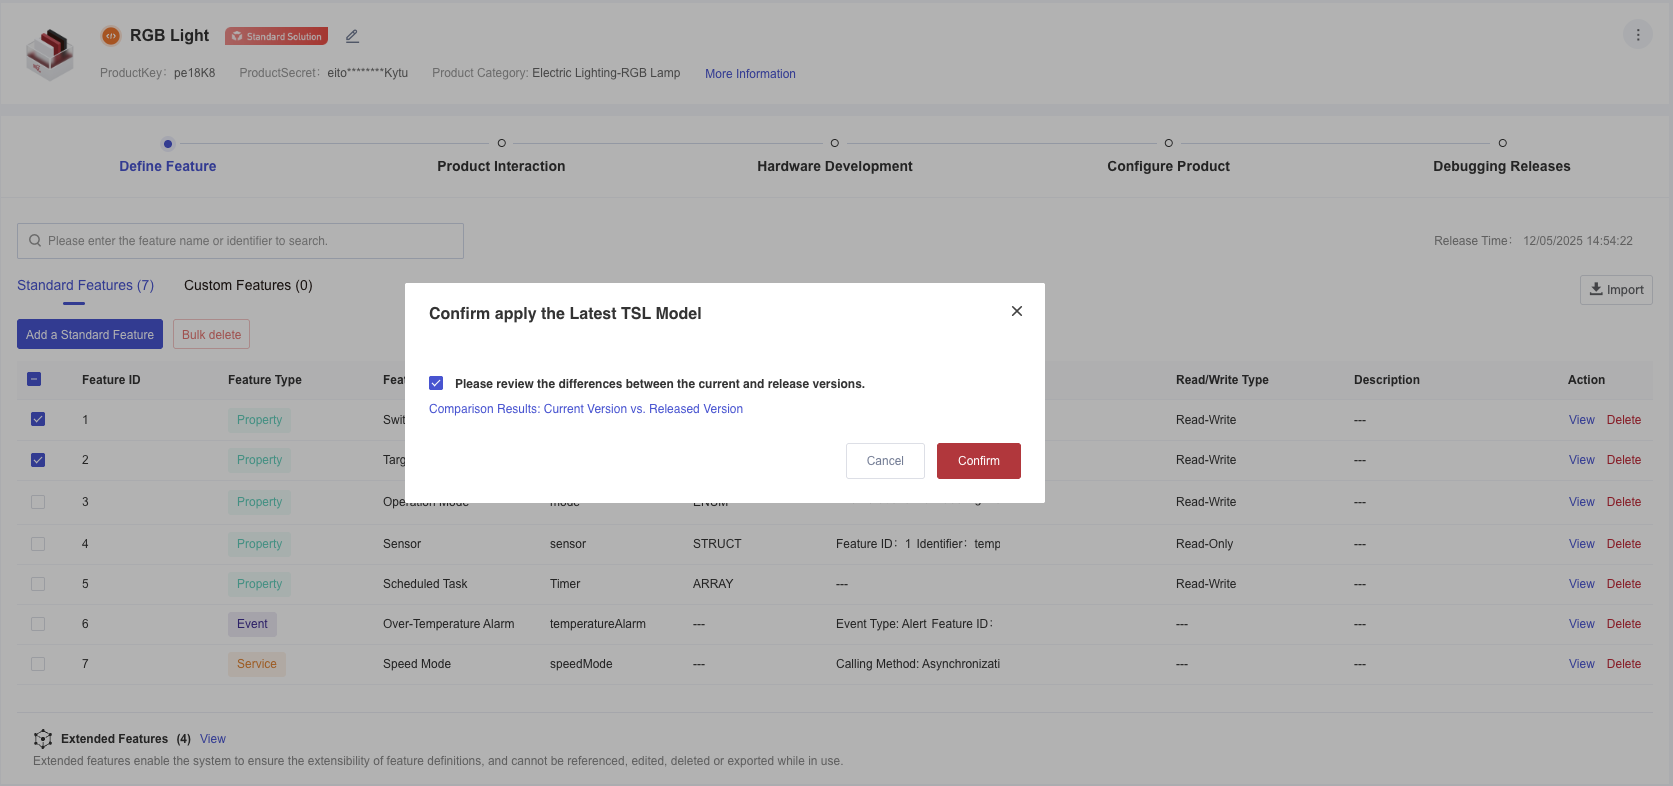 RGB Light Standard Solution
ProductKey： pe18K8 ProductSecret： eito********Kytu Product Category: Electric Lighting-RGB Lamp More Information
Define Feature Product Interaction Hardware Development Configure Product Debugging Releases
Please enter the feature name or identifier to search.
Release Time： 12/05/2025 14:54:22
Standard Features (7) Custom Features (0)
Import
Add a Standard Feature Bulk delete
Confirm apply the Latest TSL Model
Please review the differences between the current and release versions.
Comparison Results: Current Version vs. Released Version
Cancel Confirm
Feature ID Feature Type Read/Write Type Description Action
1 Property Read-Write --- View Delete
2 Property Read-Write --- View Delete
3 Property Operation Mode mode ENUM Read-Write --- View Delete
4 Property Sensor sensor STRUCT Feature ID： 1 Identifier： temp Read-Only --- View Delete
5 Property Scheduled Task Timer ARRAY --- Read-Write --- View Delete
6 Event Over-Temperature Alarm temperatureAlarm --- Event Type: Alert Feature ID： --- --- View Delete
7 Service Speed Mode speedMode --- Calling Method: Asynchronizati --- --- View Delete
Extended Features (4) View
Extended features enable the system to ensure the extensibility of feature definitions, and cannot be referenced, edited, deleted or exported while in use.